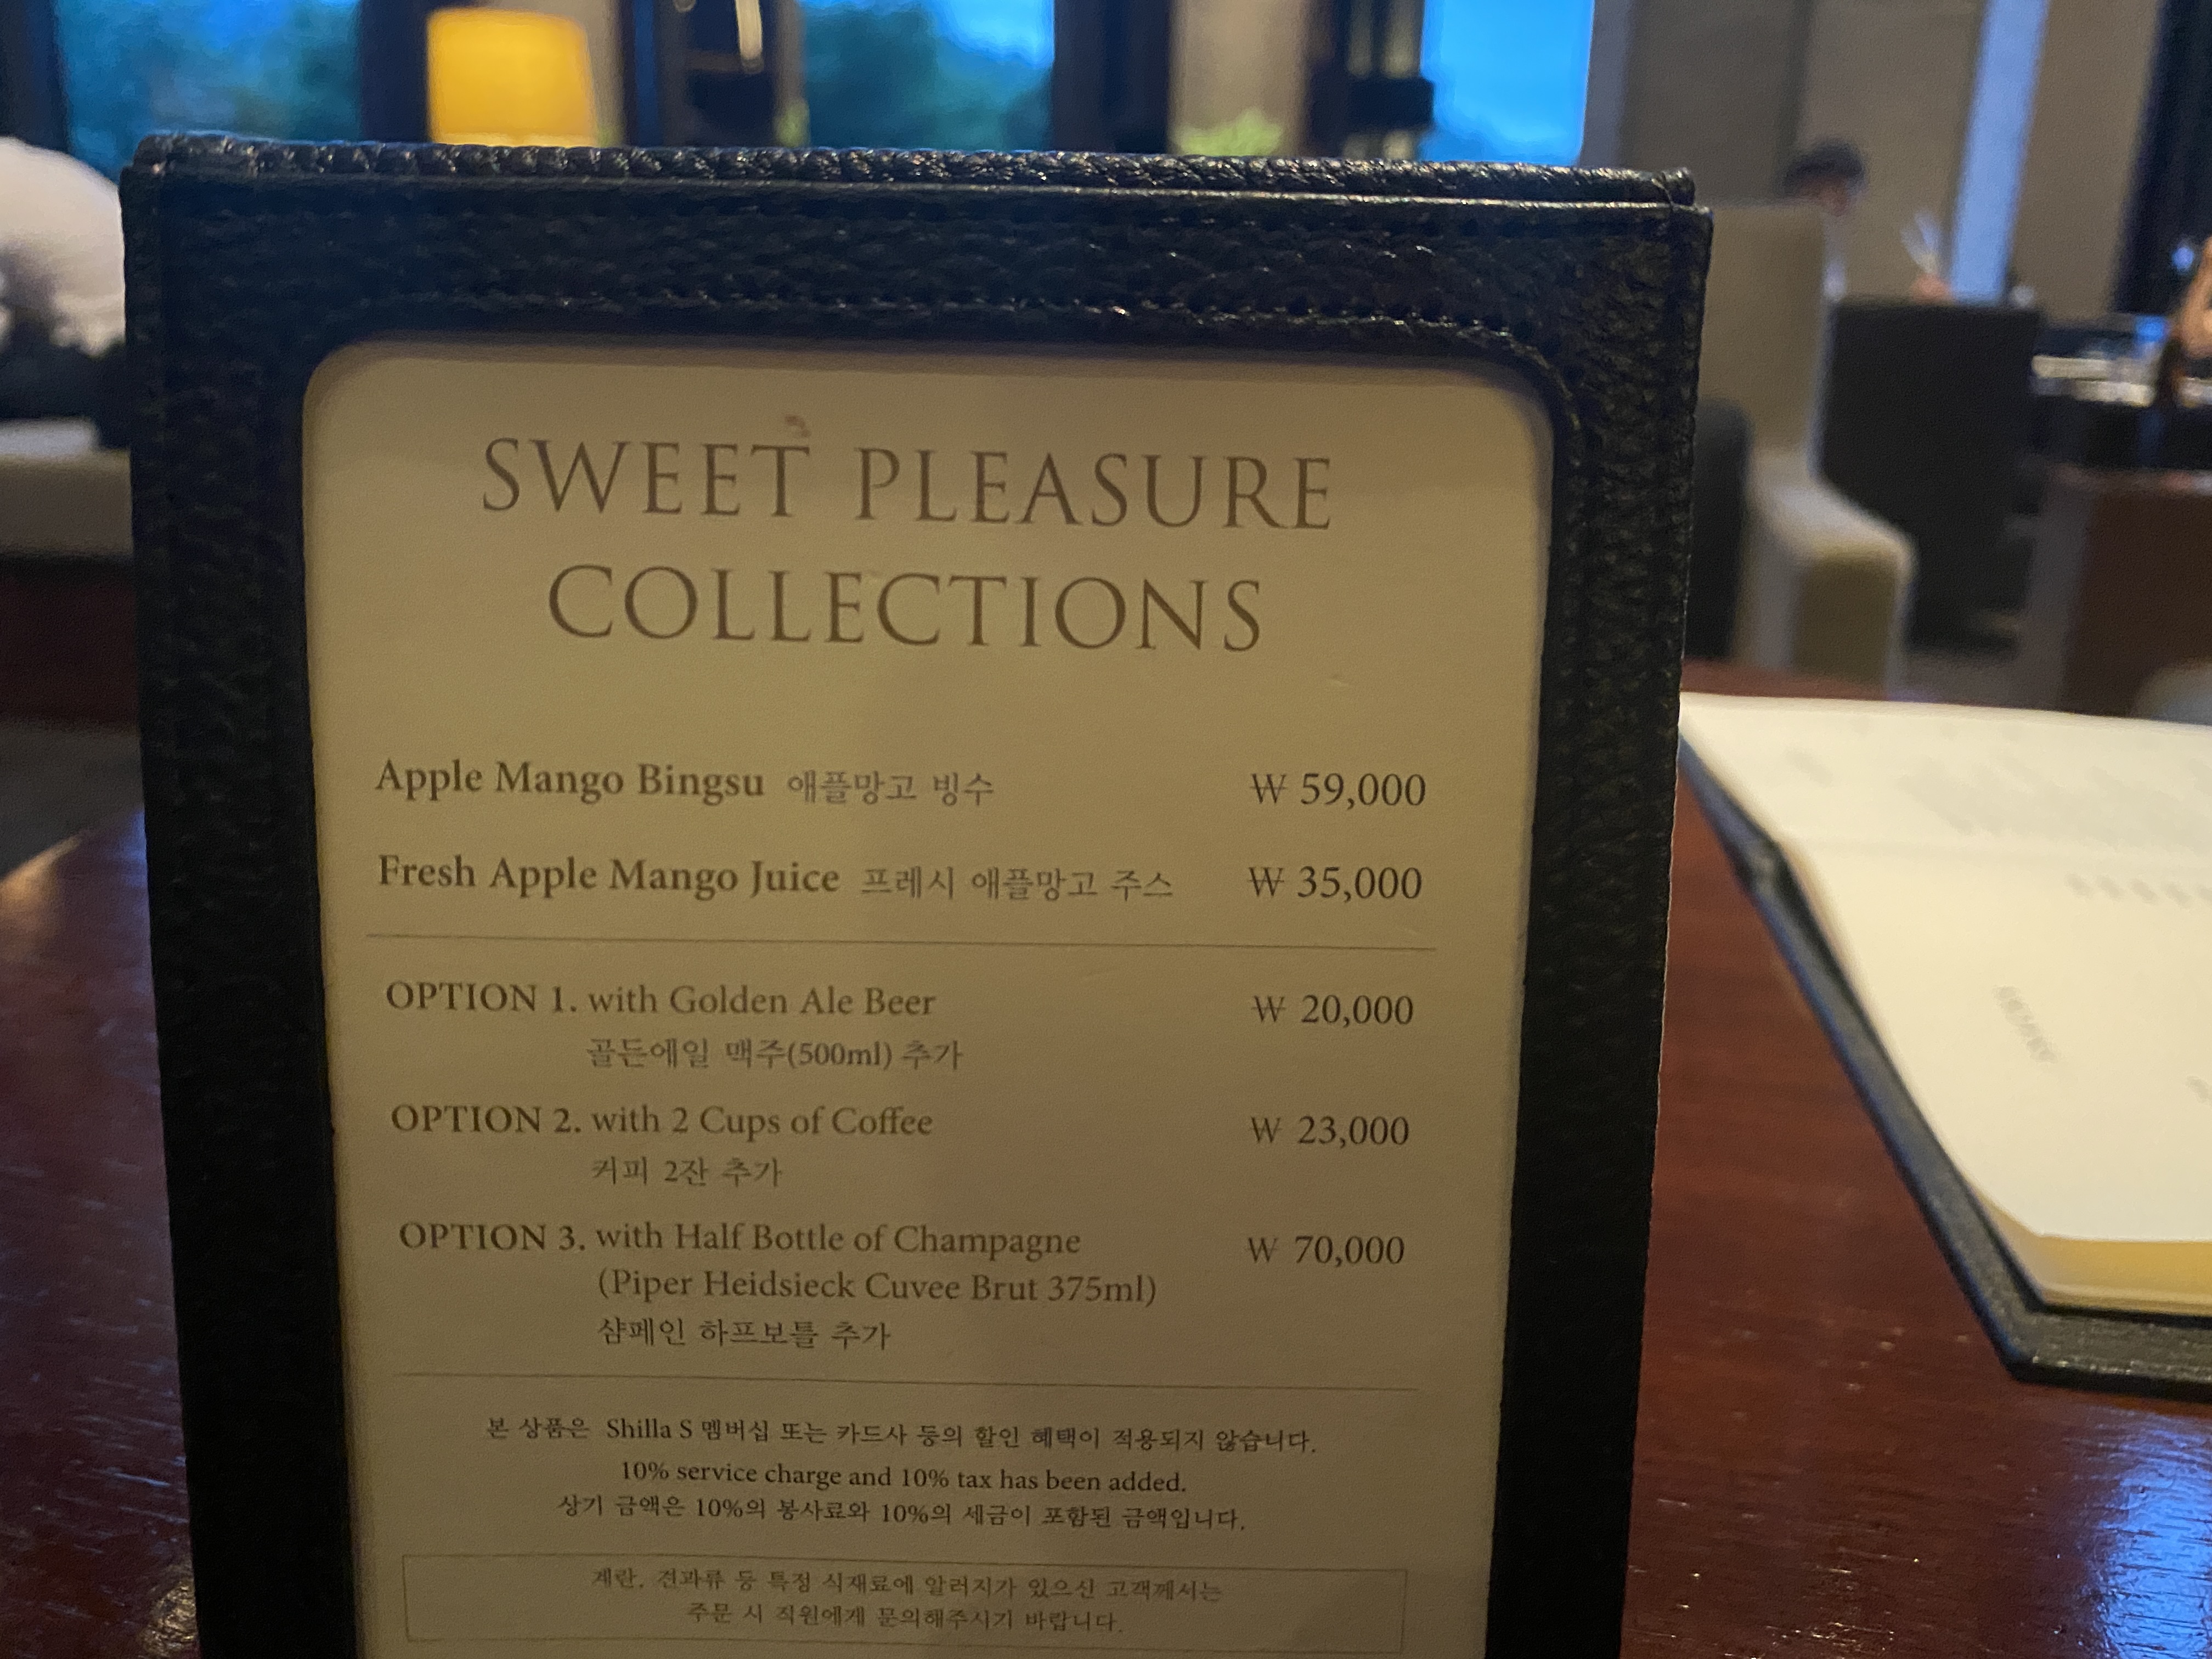 SWEET PLEASURE
COLLECTIONS
Apple Mango Bingsu 애플망고 빙수 ₩ 59,000
Fresh Apple Mango Juice 프레시 애플망고 주스 ₩ 35,000
OPTION 1. with Golden Ale Beer ₩ 20,000
골든에일 맥주(500ml) 추가
OPTION 2. with 2 Cups of Coffee ₩ 23,000
커피 2잔 추가
OPTION 3. with Half Bottle of Champagne ₩ 70,000
(Piper Heidsieck Cuvee Brut 375ml)
샴페인 하프보틀 추가
본 상품은 Shilla S 멤버십 또는 카드사 등의 할인 혜택이 적용되지 않습니다.
10% service charge and 10% tax has been added.
상기 금액은 10%의 봉사료와 10%의 세금이 포함된 금액입니다.
계란, 견과류 등 특정 식재료에 알러지가 있으신 고객께서는
주문 시 직원에게 문의해주시기 바랍니다.